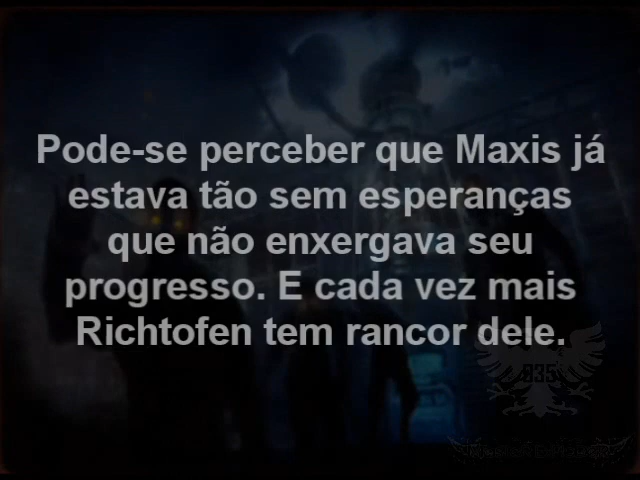 Pode-se perceber que Maxis já
estava tão sem esperanças
que não enxergava seu
progresso. E cada vez mais
Richtofen tem rancor dele.
935